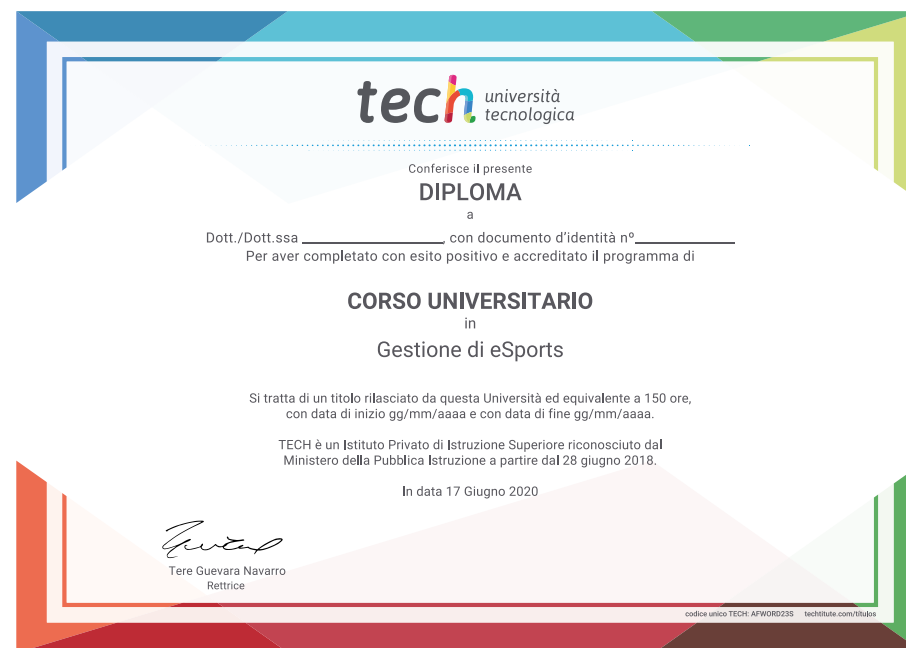 tech università
tecnologica
Conferisce il presente
DIPLOMA
a
Dott./Dott.ssa ____________________, con documento d'identità nº______________
Per aver completato con esito positivo e accreditato il programma di
CORSO UNIVERSITARIO
in
Gestione di eSports
Si tratta di un titolo rilasciato da questa Università ed equivalente a 150 ore,
con data di inizio gg/mm/aaaa e con data di fine gg/mm/aaaa.
TECH è un Istituto Privato di Istruzione Superiore riconosciuto dal
Ministero della Pubblica Istruzione a partire dal 28 giugno 2018.
In data 17 Giugno 2020
Tere Guevara Navarro
Rettrice
codice unico TECH: AFWORD23S techtitute.com/títulos